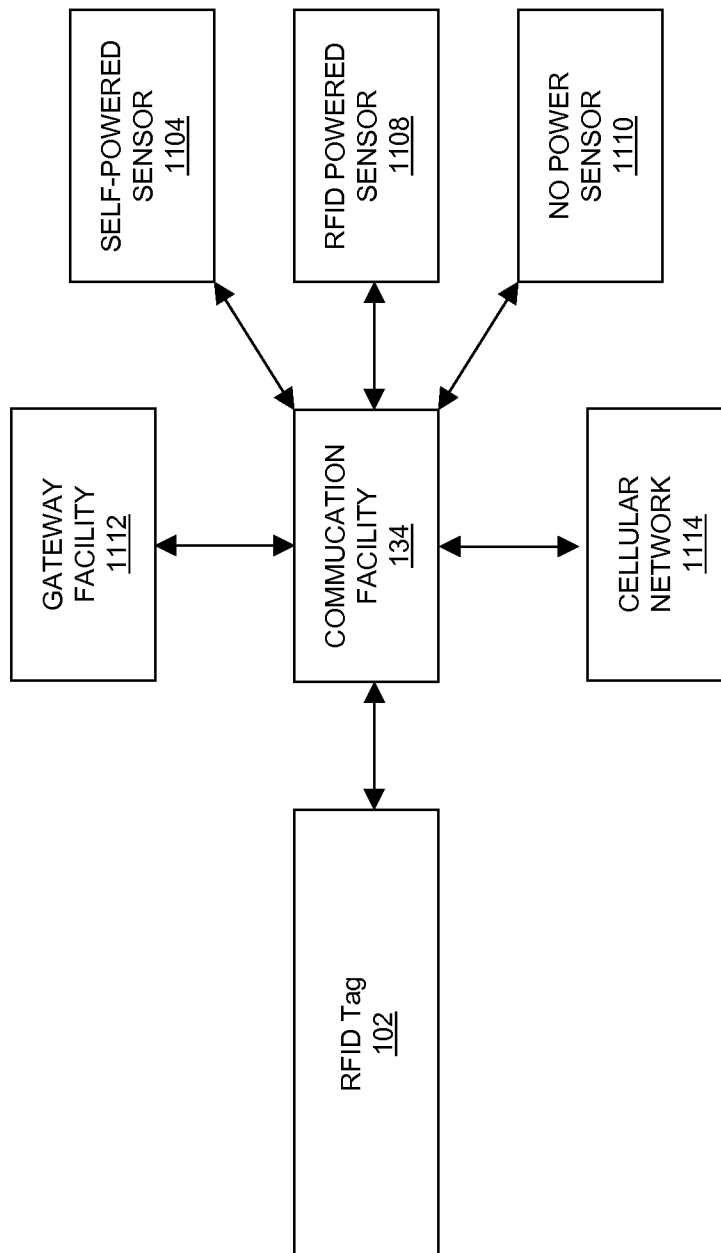 SELF-POWERED
SENSOR
1104
GATEWAY
FACILITY
1112
RFID POWERED
SENSOR
1108
COMMUCATION
FACILITY
134
RFID Tag
102
NO POWER
SENSOR
1110
CELLULAR
NETWORK
1114